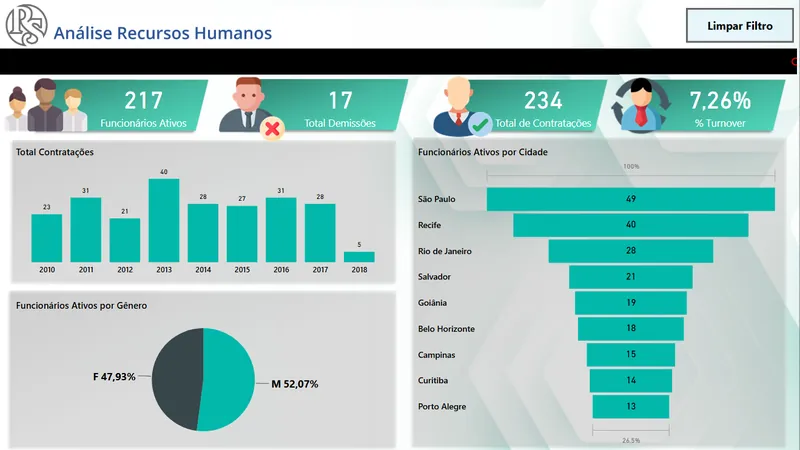 PS
Análise Recursos Humanos
Limpar Filtro
217
Funcionários Ativos
17
Total Demissões
234
Total de Contratações
7,26%
% Turnover
Total Contratações
23
31
21
40
28
27
31
28
5
2010
2011
2012
2013
2014
2015
2016
2017
2018
Funcionários Ativos por Gênero
F 47,93%
M 52,07%
Funcionários Ativos por Cidade
100%
São Paulo 49
Recife 40
Rio de Janeiro 28
Salvador 21
Goiânia 19
Belo Horizonte 18
Campinas 15
Curitiba 14
Porto Alegre 13
26.5%